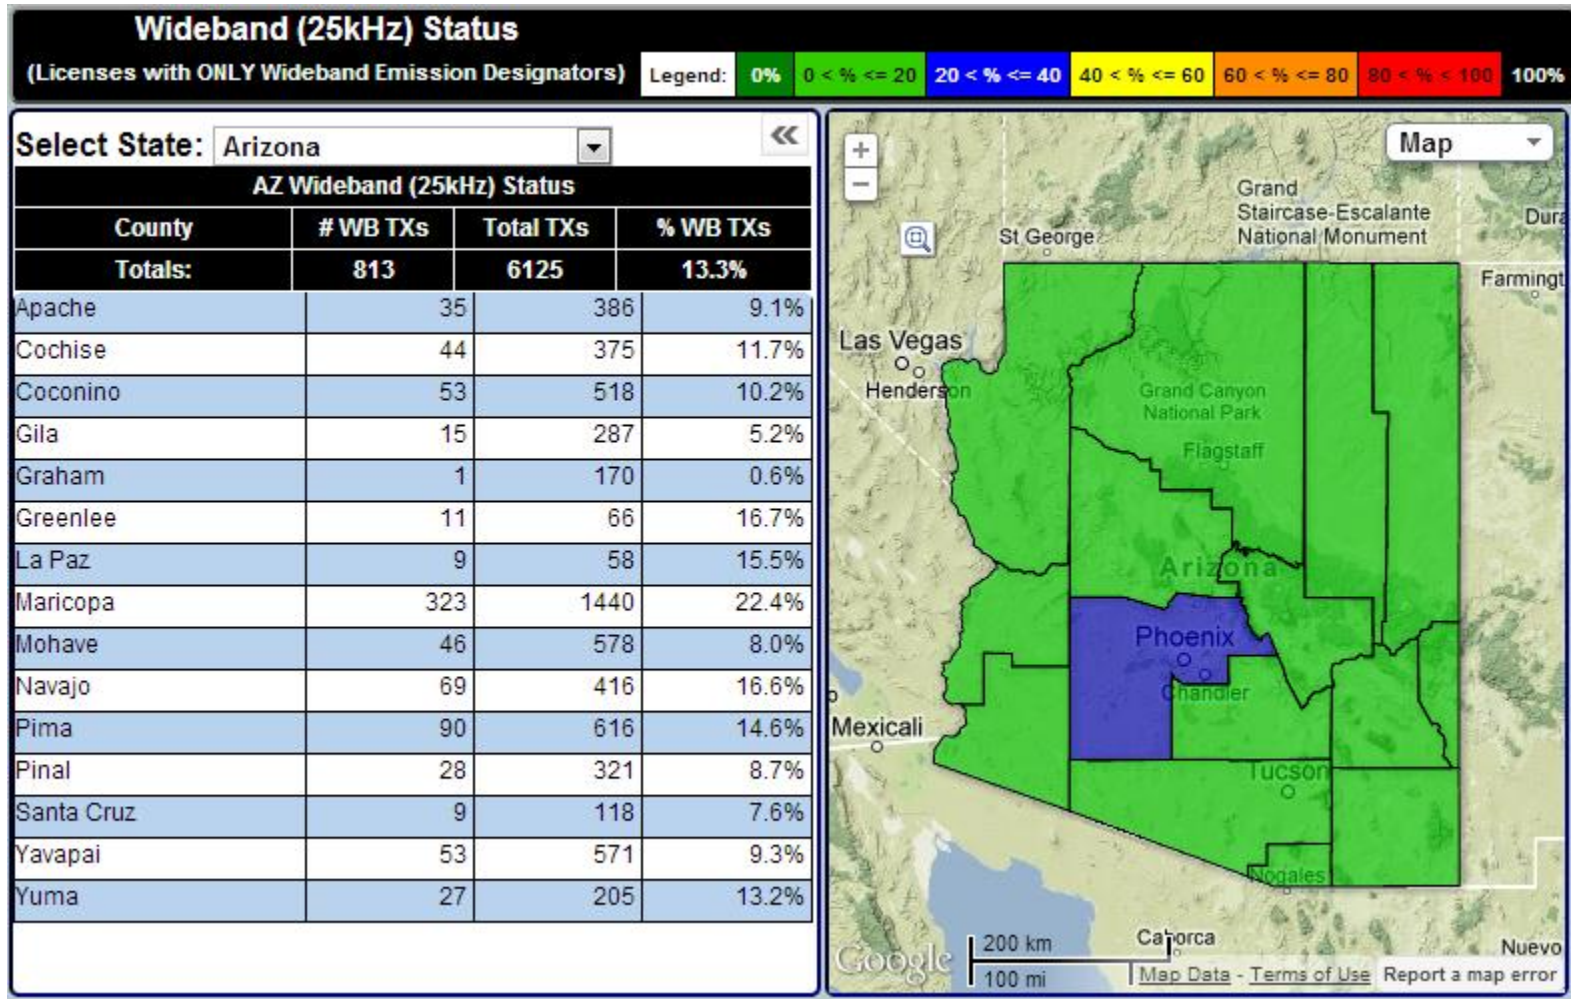 Wideband (25kHz) Status
(Licenses with ONLY Wideband Emission Designators)
Legend: 0% 0 < % <= 20 20 < % <= 40 40 < % <= 60 60 < % <= 80 80 < % < 100 100%
Select State: Arizona
«
AZ Wideband (25kHz) Status
County # WB TXs Total TXs % WB TXs
Totals: 813 6125 13.3%
Apache 35 386 9.1%
Cochise 44 375 11.7%
Coconino 53 518 10.2%
Gila 15 287 5.2%
Graham 1 170 0.6%
Greenlee 11 66 16.7%
La Paz 9 58 15.5%
Maricopa 323 1440 22.4%
Mohave 46 578 8.0%
Navajo 69 416 16.6%
Pima 90 616 14.6%
Pinal 28 321 8.7%
Santa Cruz 9 118 7.6%
Yavapai 53 571 9.3%
Yuma 27 205 13.2%
+
−
Map
Grand
Staircase-Escalante
National Monument
Dura
St George
Farmingt
Las Vegas
Henderson
Grand Canyon
National Park
Flagstaff
Arizona
Phoenix
Chandler
Mexicali
Tucson
Nogales
Caborca
Nuevo
Google
200 km
100 mi
Map Data - Terms of Use Report a map error